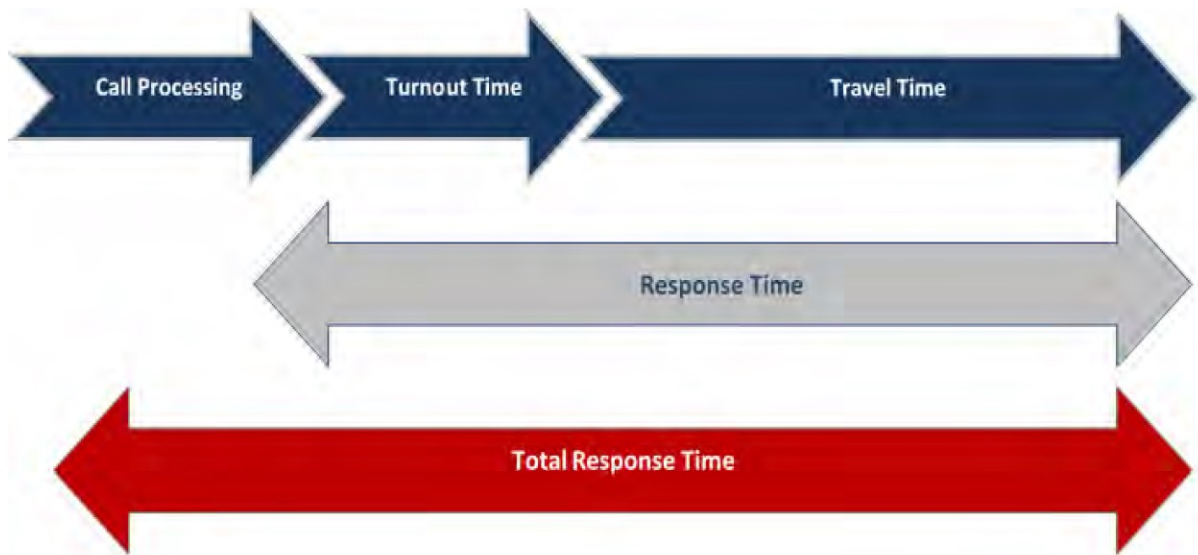 Call Processing
Turnout Time
Travel Time
Response Time
Total Response Time